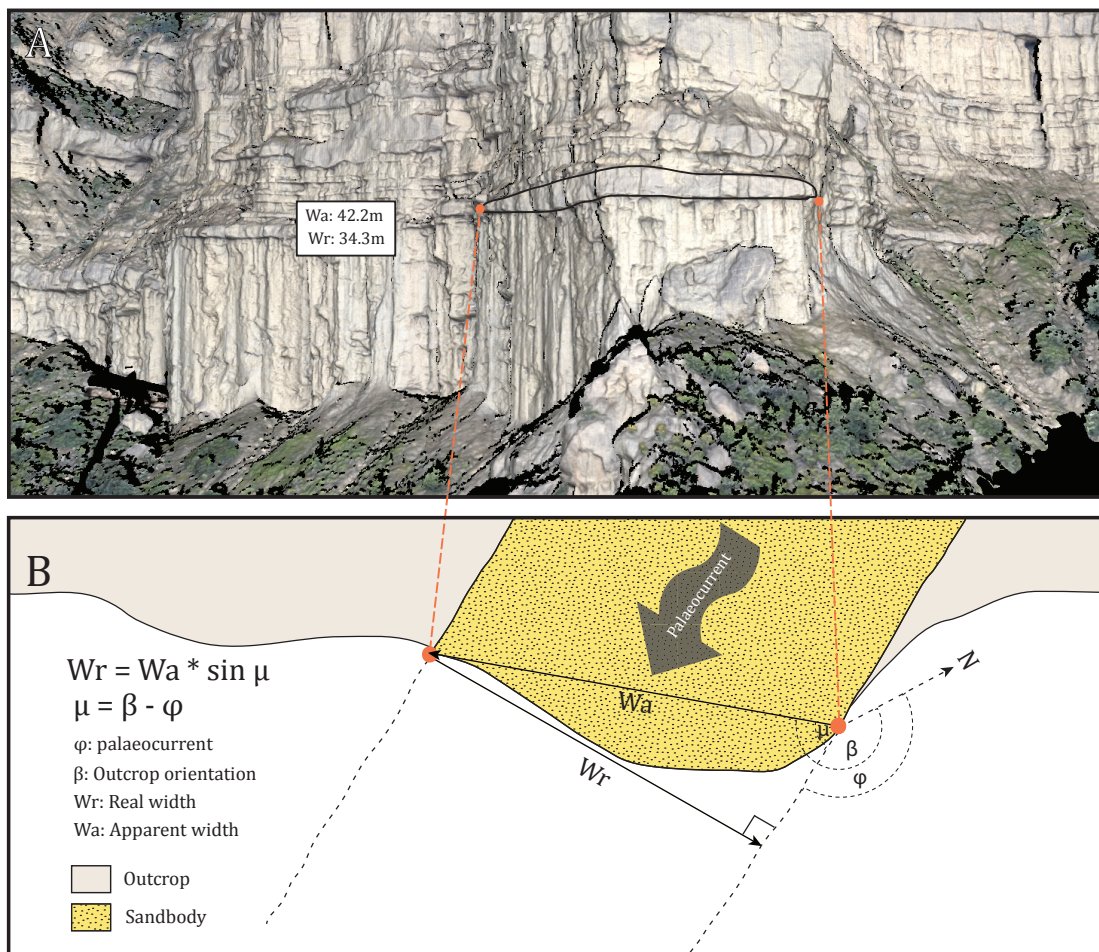 A
Wa: 42.2m
Wr: 34.3m
B
Palaeocurrent
N
Wr = Wa * sin μ
μ = β - φ
Wa
μ
β
φ
φ: palaeocurrent
β: Outcrop orientation
Wr
Wr: Real width
Wa: Apparent width
Outcrop
Sandbody